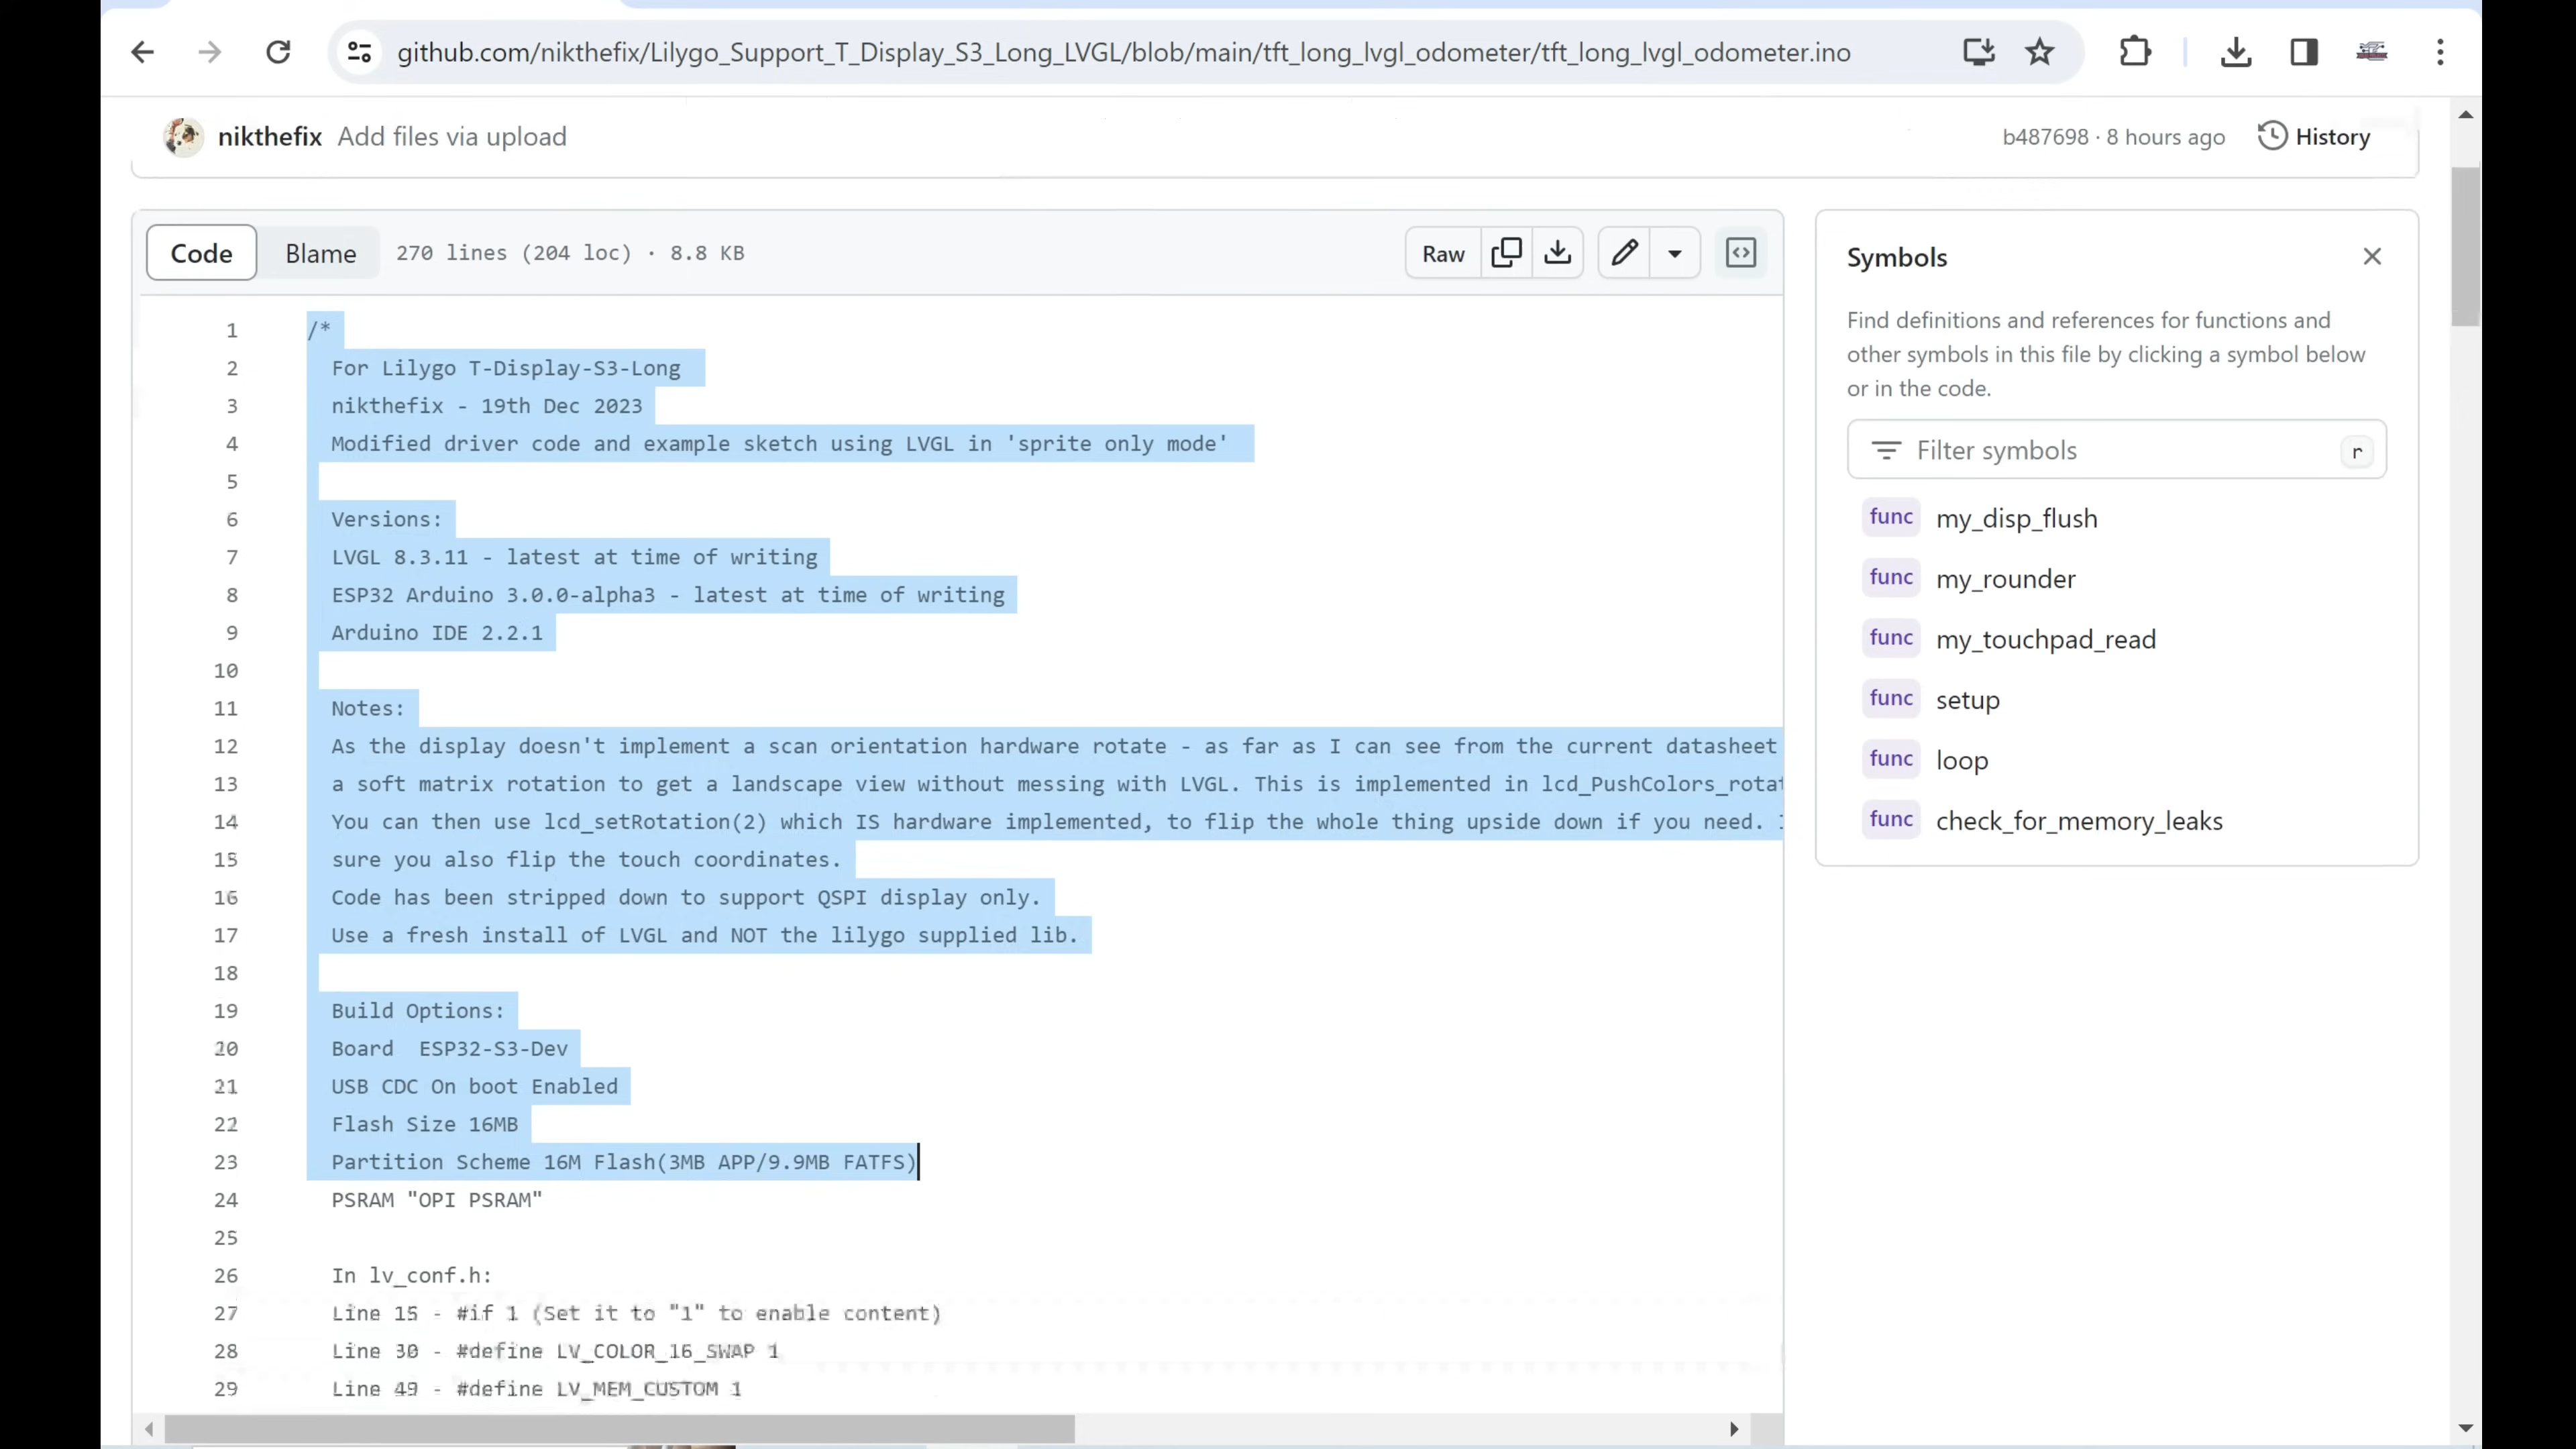 github.com/nikthefix/Lilygo_Support_T_Display_S3_Long_LVGL/blob/main/tft_long_lvgl_odometer/tft_long_lvgl_odometer.ino
nikthefix Add files via upload
b487698 · 8 hours ago
History
Code Blame 270 lines (204 loc) · 8.8 KB
Raw
1 /*
2 For Lilygo T-Display-S3-Long
3 nikthefix - 19th Dec 2023
4 Modified driver code and example sketch using LVGL in 'sprite only mode'
5
6 Versions:
7 LVGL 8.3.11 - latest at time of writing
8 ESP32 Arduino 3.0.0-alpha3 - latest at time of writing
9 Arduino IDE 2.2.1
10
11 Notes:
12 As the display doesn't implement a scan orientation hardware rotate - as far as I can see from the current datasheet
13 a soft matrix rotation to get a landscape view without messing with LVGL. This is implemented in lcd_PushColors_rotat
14 You can then use lcd_setRotation(2) which IS hardware implemented, to flip the whole thing upside down if you need.
15 sure you also flip the touch coordinates.
16 Code has been stripped down to support QSPI display only.
17 Use a fresh install of LVGL and NOT the lilygo supplied lib.
18
19 Build Options:
20 Board ESP32-S3-Dev
21 USB CDC On boot Enabled
22 Flash Size 16MB
23 Partition Scheme 16M Flash(3MB APP/9.9MB FATFS)
24 PSRAM "OPI PSRAM"
25
26 In lv_conf.h:
27 Line 15 - #if 1 (Set it to "1" to enable content)
28 Line 30 - #define LV_COLOR_16_SWAP 1
29 Line 49 - #define LV_MEM_CUSTOM 1
Symbols
Find definitions and references for functions and
other symbols in this file by clicking a symbol below
or in the code.
Filter symbols r
func my_disp_flush
func my_rounder
func my_touchpad_read
func setup
func loop
func check_for_memory_leaks